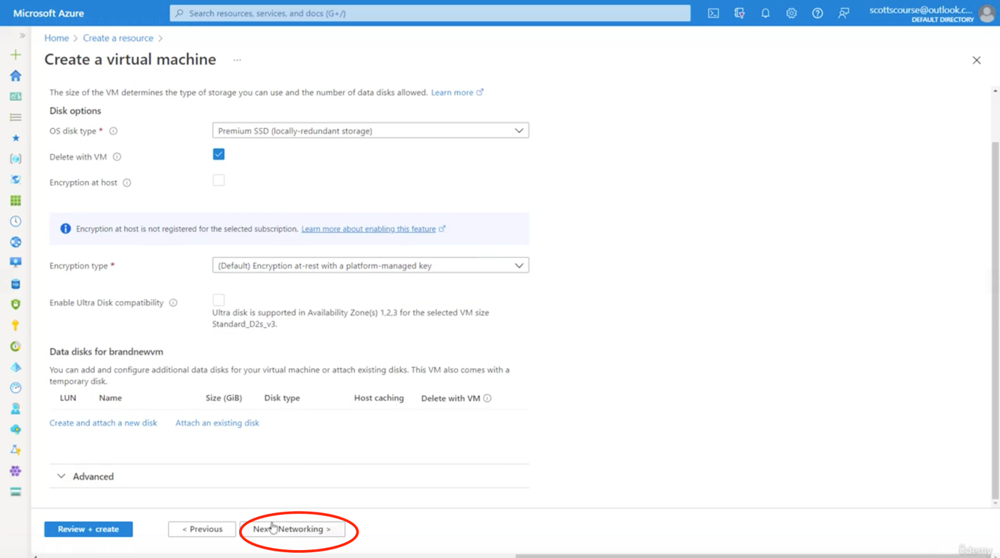 Microsoft Azure
Search resources, services, and docs (G+/)
scottscourse@outlook.c...
DEFAULT DIRECTORY
Home > Create a resource >
Create a virtual machine ...
The size of the VM determines the type of storage you can use and the number of data disks allowed. Learn more
Disk options
OS disk type *
Premium SSD (locally-redundant storage)
Delete with VM
Encryption at host
Encryption at host is not registered for the selected subscription. Learn more about enabling this feature
Encryption type *
(Default) Encryption at-rest with a platform-managed key
Enable Ultra Disk compatibility
Ultra disk is supported in Availability Zone(s) 1,2,3 for the selected VM size
Standard_D2s_v3.
Data disks for brandnewvm
You can add and configure additional data disks for your virtual machine or attach existing disks. This VM also comes with a
temporary disk.
LUN Name Size (GiB) Disk type Host caching Delete with VM
Create and attach a new disk Attach an existing disk
Advanced
Review + create < Previous Next : Networking >
ûdemy